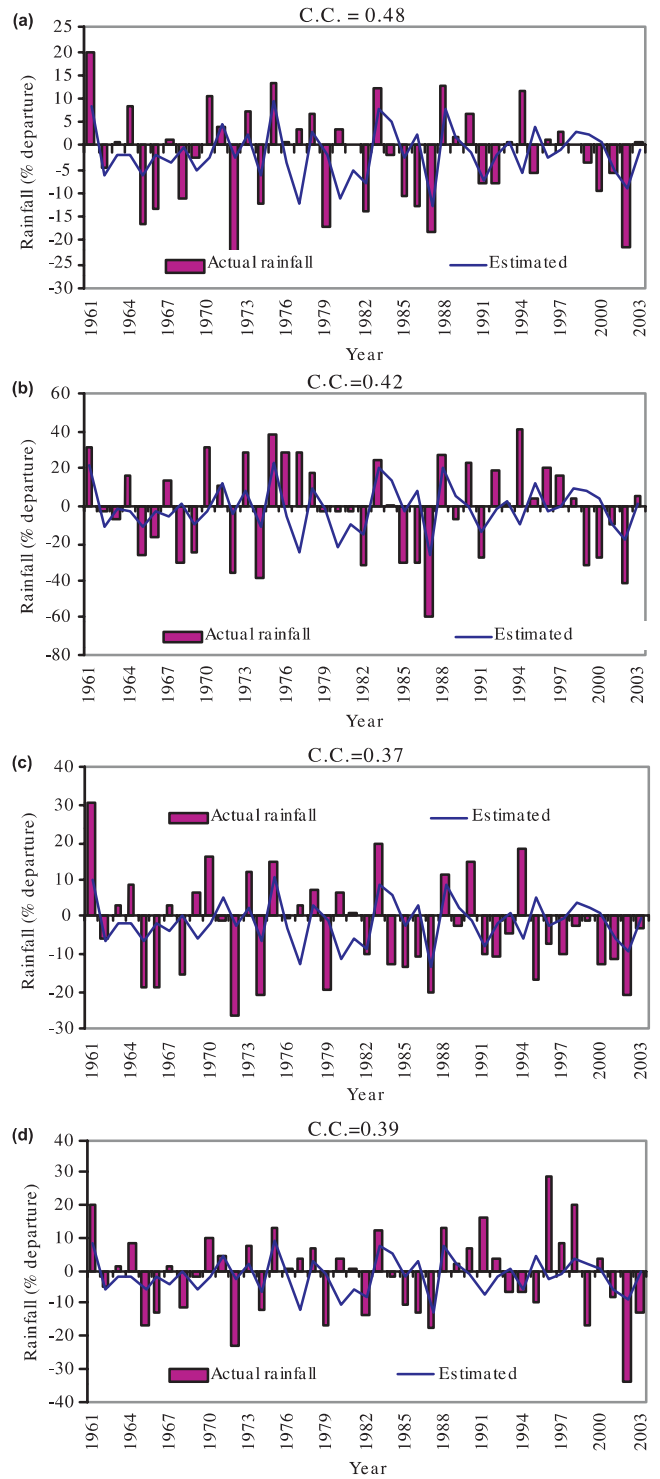 (a)
C.C. = 0.48
Rainfall (% departure)
25
20
15
10
5
0
-5
-10
-15
-20
-25
-30
Actual rainfall
Estimated
1961 1964 1967 1970 1973 1976 1979 1982 1985 1988 1991 1994 1997 2000 2003
Year
(b)
C.C.=0.42
Rainfall (% departure)
60
40
20
0
-20
-40
-60
-80
Actual rainfall
Estimated
1961 1964 1967 1970 1973 1976 1979 1982 1985 1988 1991 1994 1997 2000 2003
Year
(c)
C.C.=0.37
Rainfall (% departure)
40
30
20
10
0
-10
-20
-30
Actual rainfall
Estimated
1961 1964 1967 1970 1973 1976 1979 1982 1985 1988 1991 1994 1997 2000 2003
Year
(d)
C.C.=0.39
Rainfall (% departure)
40
30
20
10
0
-10
-20
-30
-40
Actual rainfall
Estimated
1961 1964 1967 1970 1973 1976 1979 1982 1985 1988 1991 1994 1997 2000 2003
Year